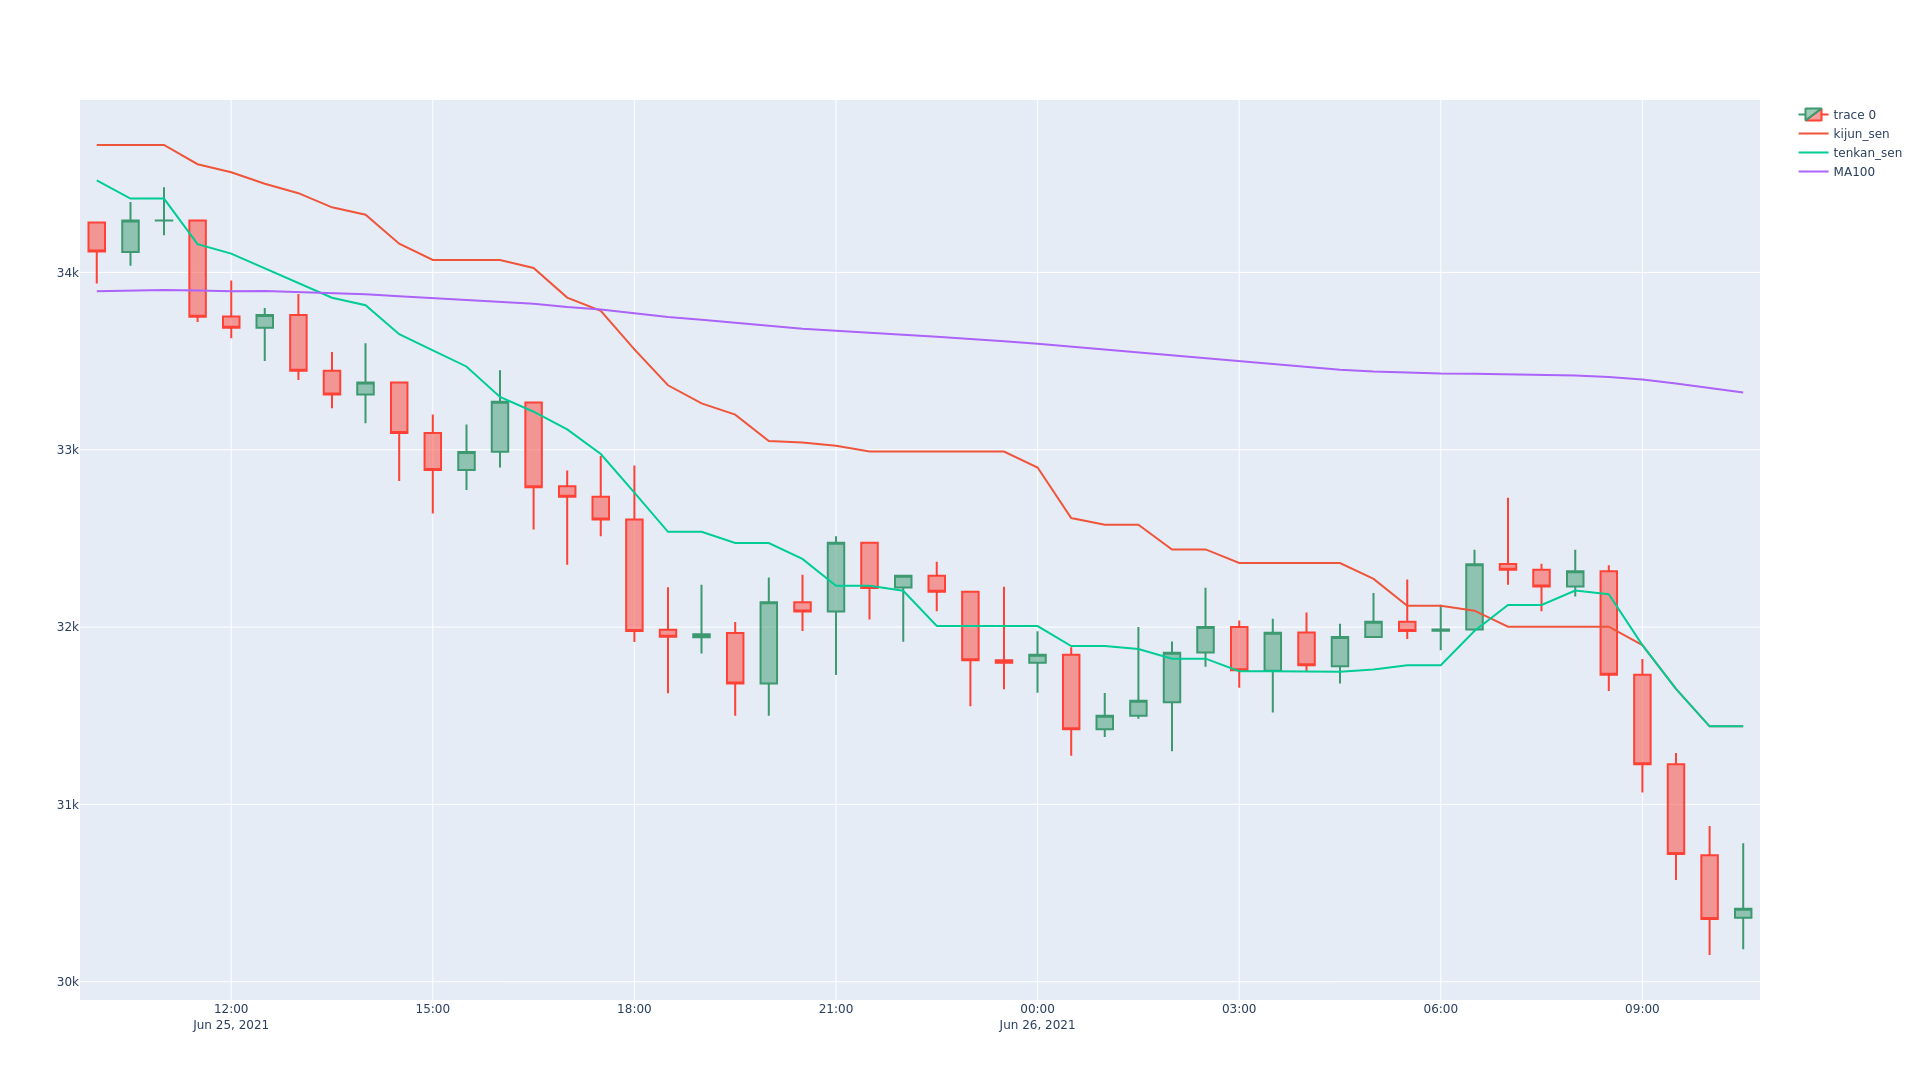 trace 0
kijun_sen
tenkan_sen
MA100
34k
33k
32k
31k
30k
12:00
Jun 25, 2021
15:00
18:00
21:00
00:00
Jun 26, 2021
03:00
06:00
09:00